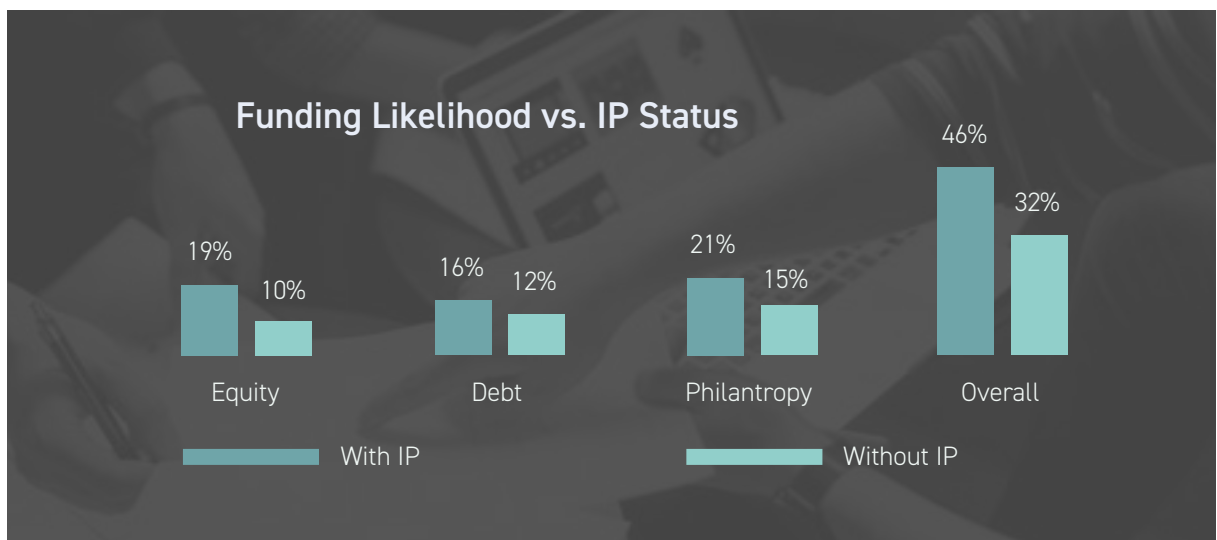 Funding Likelihood vs. IP Status
46%
32%
19%
10%
16%
12%
21%
15%
Equity
Debt
Philantropy
Overall
With IP
Without IP